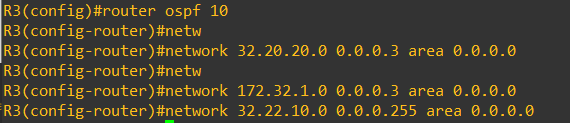 R3(config)#router ospf 10
R3(config-router)#netw
R3(config-router)#network 32.20.20.0 0.0.0.3 area 0.0.0.0
R3(config-router)#netw
R3(config-router)#network 172.32.1.0 0.0.0.3 area 0.0.0.0
R3(config-router)#network 32.22.10.0 0.0.0.255 area 0.0.0.0